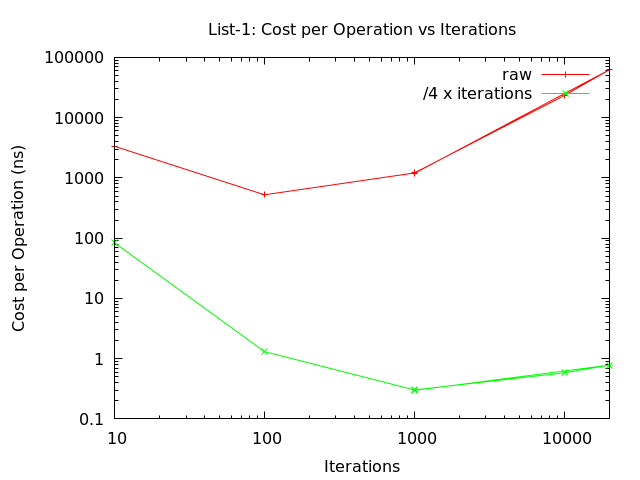 List-1: Cost per Operation vs Iterations
100000
raw
/4 x iterations
10000
1000
100
10
1
0.1
Cost per Operation (ns)
10 100 1000 10000
Iterations